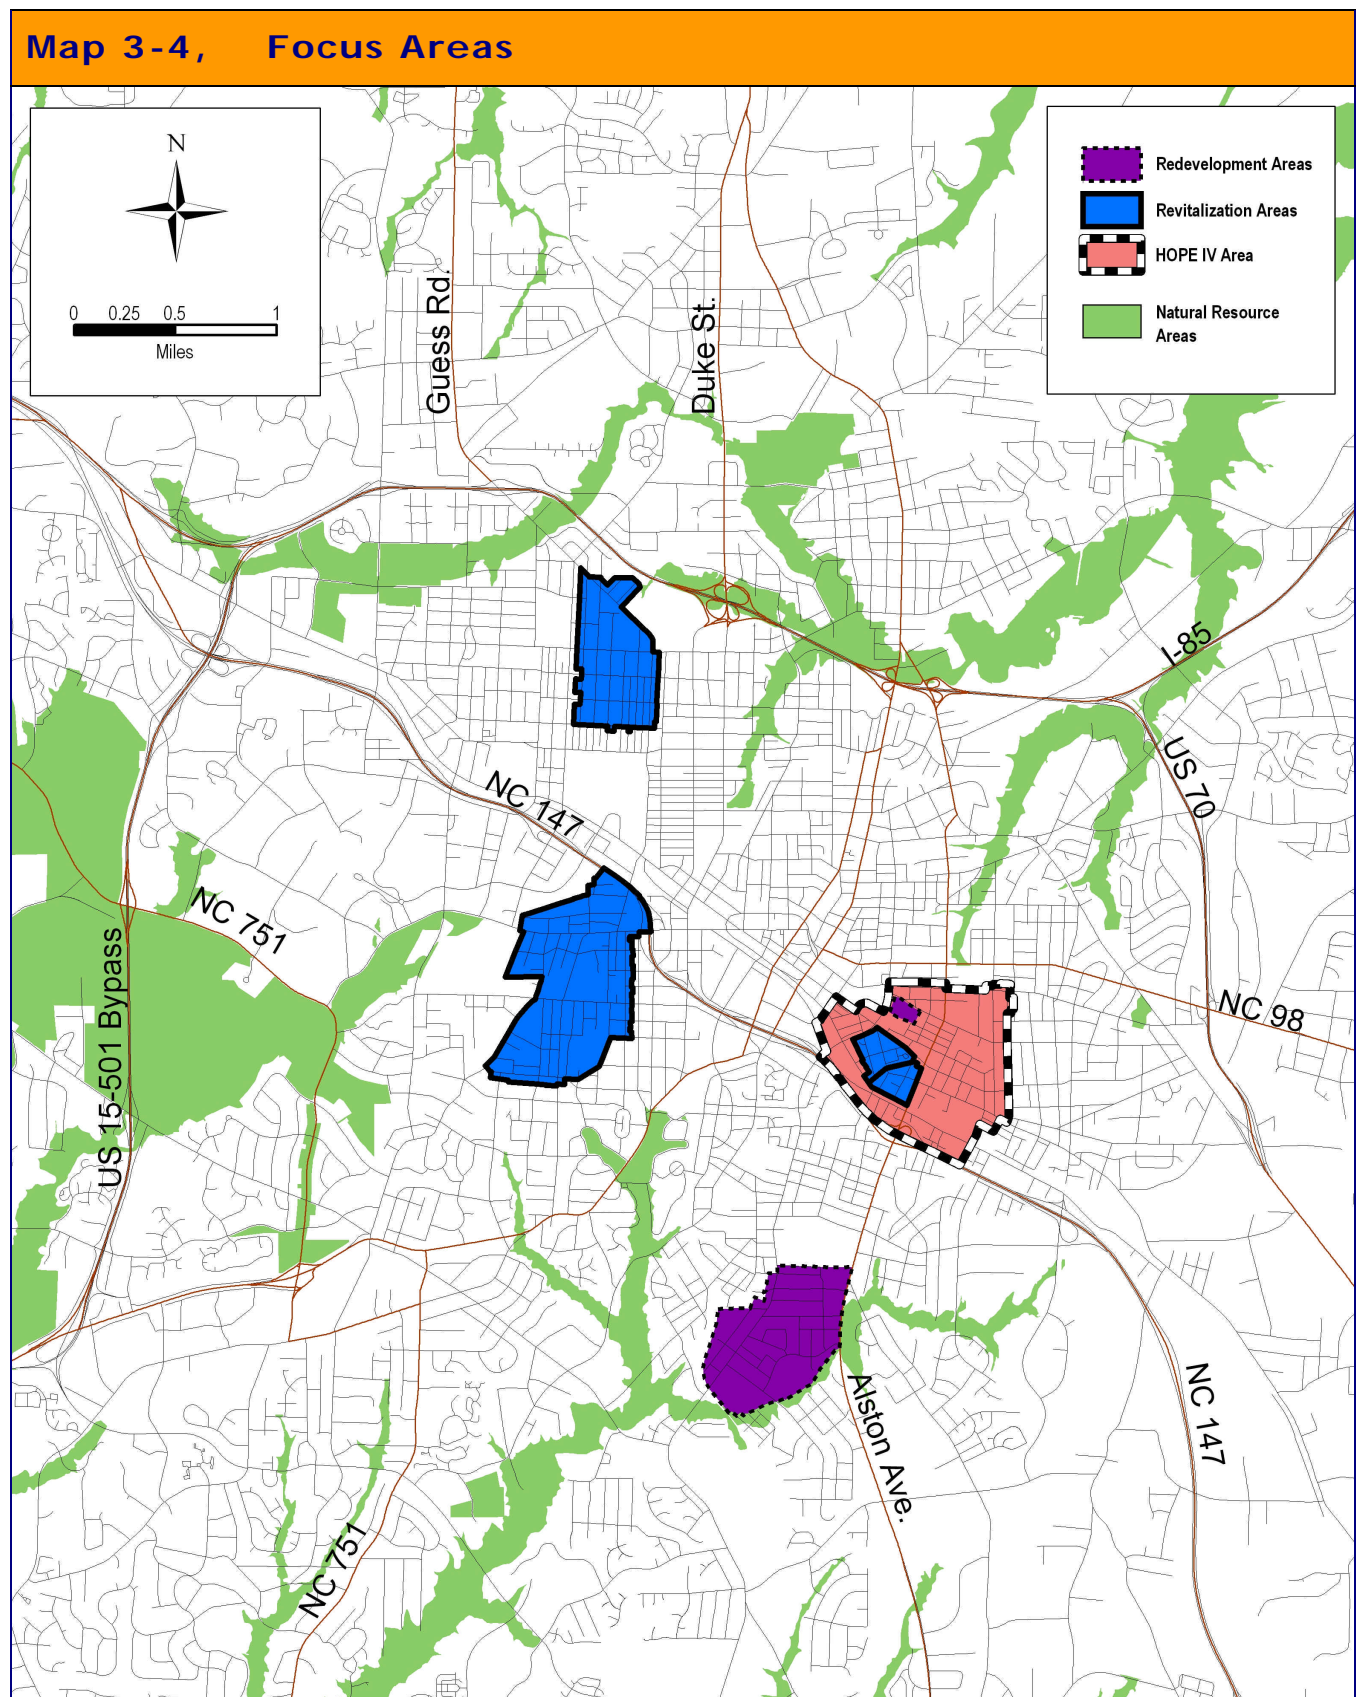 Map 3-4, Focus Areas
N
0 0.25 0.5 1
Miles
Redevelopment Areas
Revitalization Areas
HOPE IV Area
Natural Resource
Areas
Guess Rd.
Duke St.
I-85
US 70
NC 147
NC 751
US 15-501 Bypass
NC 98
Alston Ave.
NC 147
NC 751